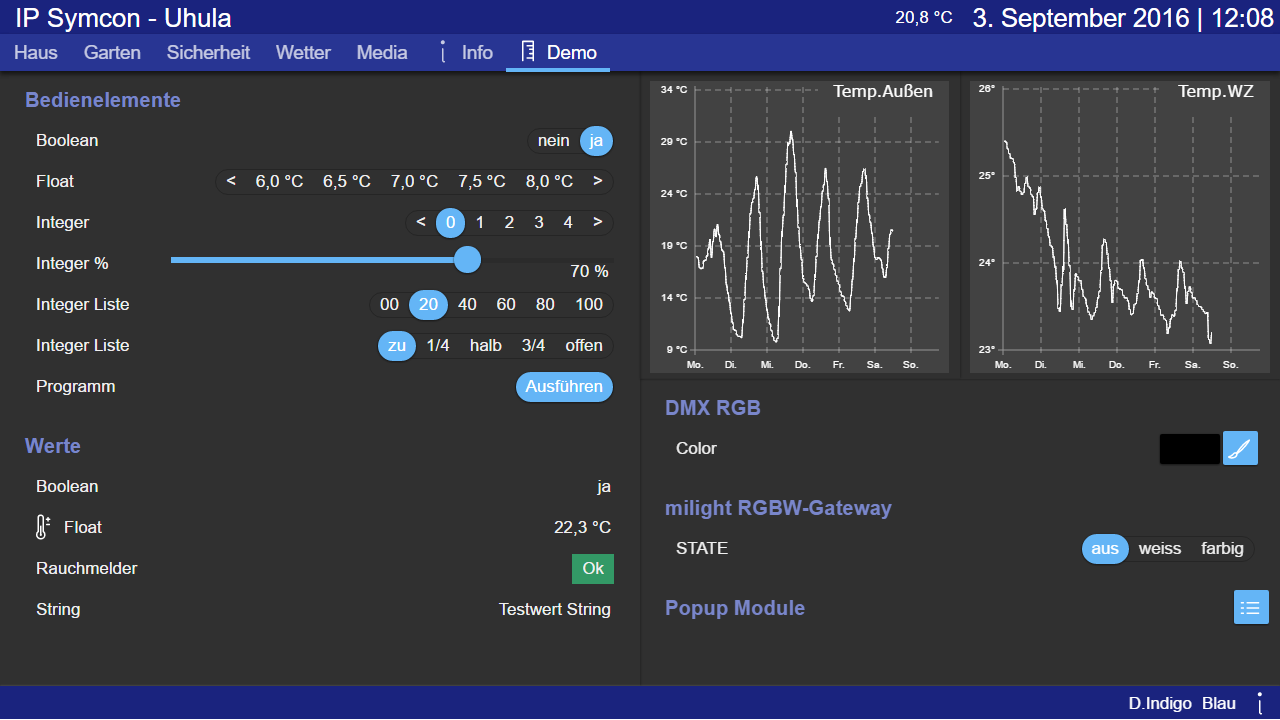 IP Symcon - Uhula 20,8 °C 3. September 2016 | 12:08
Haus Garten Sicherheit Wetter Media Info Demo
Bedienelemente
Boolean nein ja
Float < 6,0 °C 6,5 °C 7,0 °C 7,5 °C 8,0 °C >
Integer < 0 1 2 3 4 >
Integer % 70 %
Integer Liste 00 20 40 60 80 100
Integer Liste zu 1/4 halb 3/4 offen
Programm Ausführen
Werte
Boolean ja
Float 22,3 °C
Rauchmelder Ok
String Testwert String
Temp.Außen
34 °C
29 °C
24 °C
19 °C
14 °C
9 °C
Mo. Di. Mi. Do. Fr. Sa. So.
Temp.WZ
26°
25°
24°
23°
Mo. Di. Mi. Do. Fr. Sa. So.
DMX RGB
Color
milight RGBW-Gateway
STATE aus weiss farbig
Popup Module
D.Indigo Blau